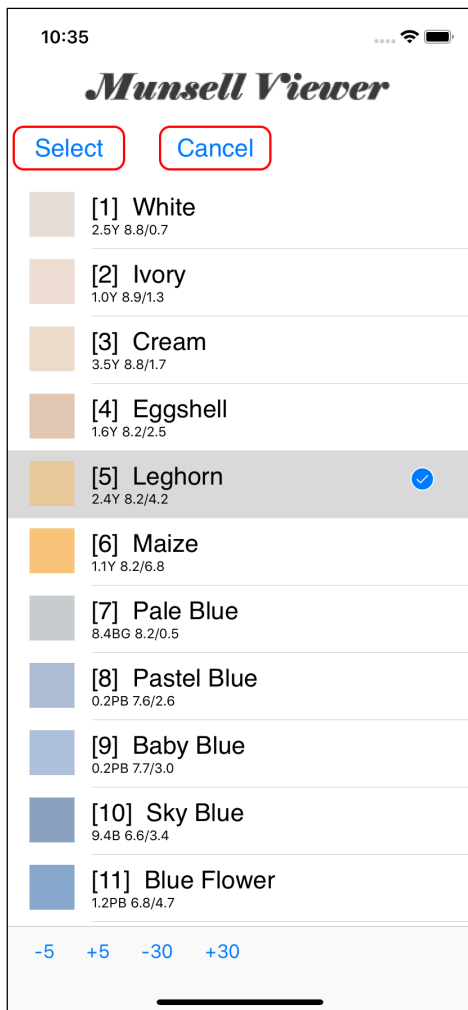 10:35
Munsell Viewer
Select Cancel
[1] White
2.5Y 8.8/0.7
[2] Ivory
1.0Y 8.9/1.3
[3] Cream
3.5Y 8.8/1.7
[4] Eggshell
1.6Y 8.2/2.5
[5] Leghorn
2.4Y 8.2/4.2
[6] Maize
1.1Y 8.2/6.8
[7] Pale Blue
8.4BG 8.2/0.5
[8] Pastel Blue
0.2PB 7.6/2.6
[9] Baby Blue
0.2PB 7.7/3.0
[10] Sky Blue
9.4B 6.6/3.4
[11] Blue Flower
1.2PB 6.8/4.7
-5 +5 -30 +30